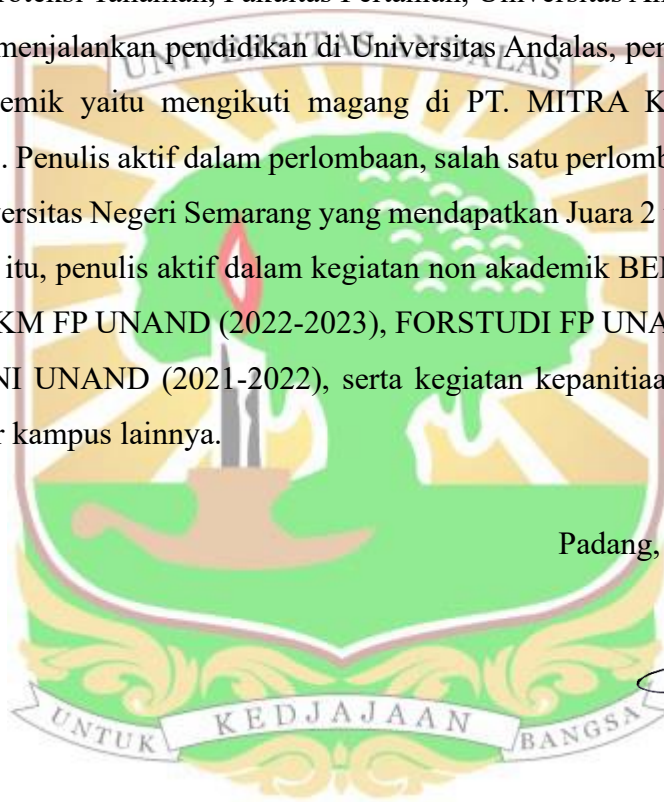 Proteksi Tanaman, Fakultas Pertanian, Universitas An
menjalankan pendidikan di Universitas Andalas, pen
emik yaitu mengikuti magang di PT. MITRA K
. Penulis aktif dalam perlombaan, salah satu perlomb
versitas Negeri Semarang yang mendapatkan Juara 2
itu, penulis aktif dalam kegiatan non akademik BE
KM FP UNAND (2022-2023), FORSTUDI FP UNA
NI UNAND (2021-2022), serta kegiatan kepanitiaa
r kampus lainnya.
Padang,
UNIVERSITAS ANDALAS
UNTUK KEDJAJAAN BANGSA